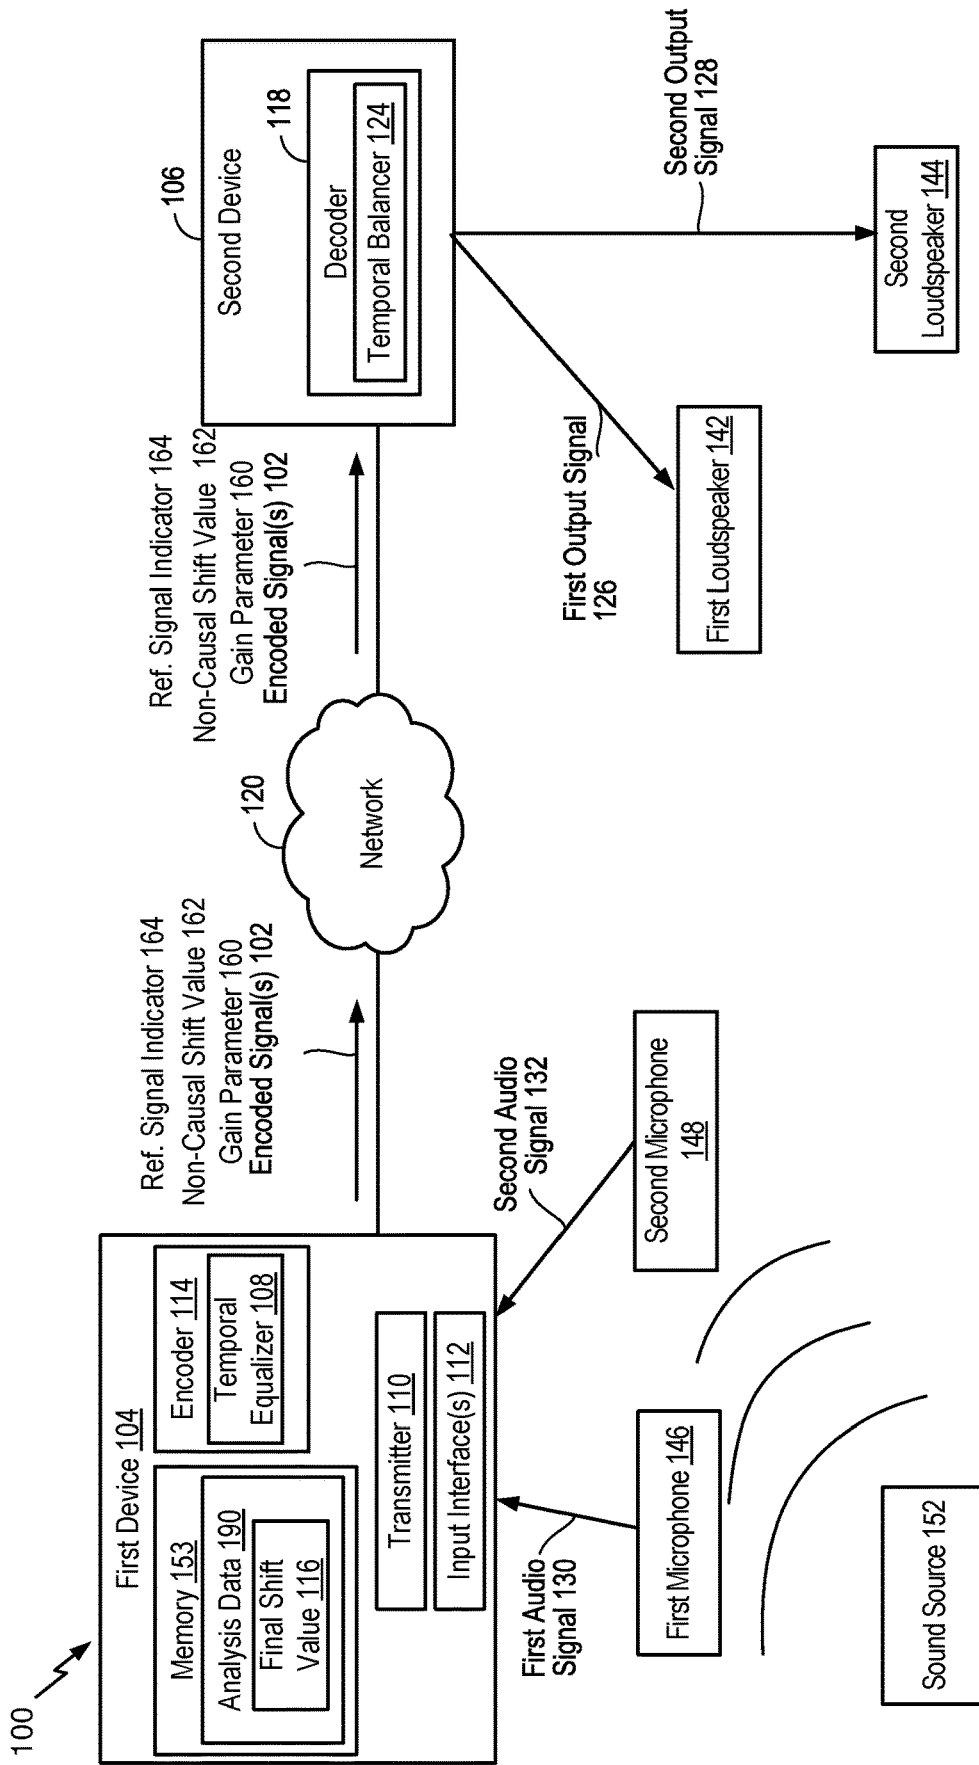 100
First Device 104
Memory 153
Analysis Data 190
Final Shift
Value 116
Encoder 114
Temporal
Equalizer 108
Transmitter 110
Input Interface(s) 112
Ref. Signal Indicator 164
Non-Causal Shift Value 162
Gain Parameter 160
Encoded Signal(s) 102
120
Network
Ref. Signal Indicator 164
Non-Causal Shift Value 162
Gain Parameter 160
Encoded Signal(s) 102
106
Second Device
118
Decoder
Temporal Balancer 124
First Audio
Signal 130
Second Audio
Signal 132
First Microphone 146
Second Microphone
148
Sound Source 152
First Output Signal
126
Second Output
Signal 128
First Loudspeaker 142
Second
Loudspeaker 144